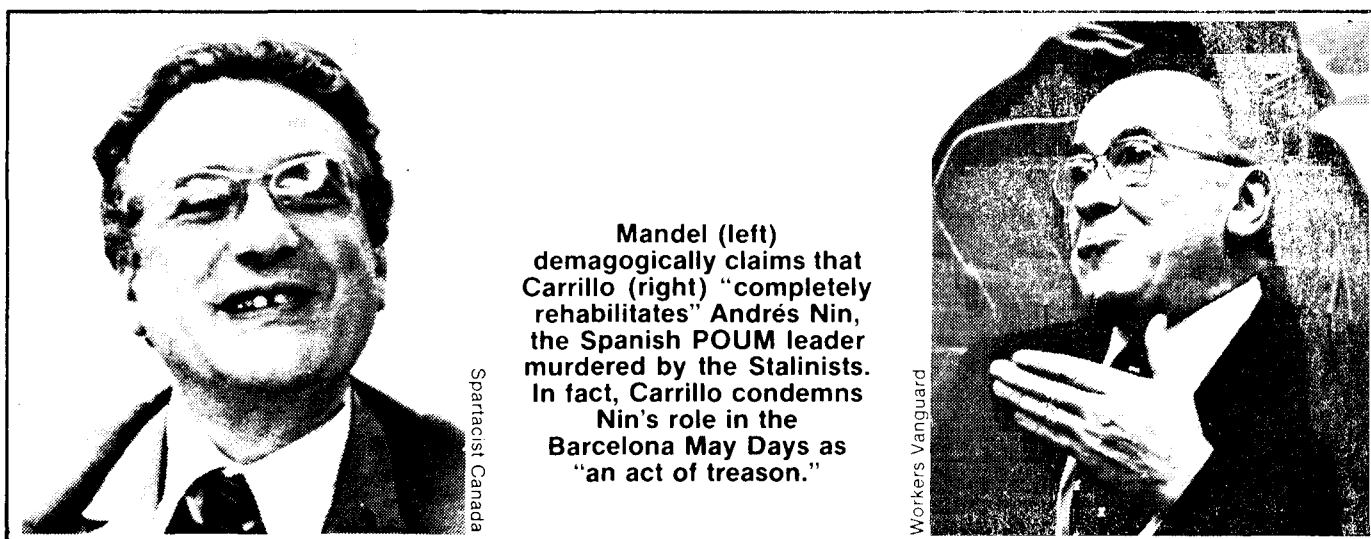 Mandel (left)
demagogically claims that
Carrillo (right) “completely
rehabilitates” Andrés Nin,
the Spanish POUM leader
murdered by the Stalinists.
In fact, Carrillo condemns
Nin’s role in the
Barcelona May Days as
“an act of treason.”
Spartacist Canada
Workers Vanguard